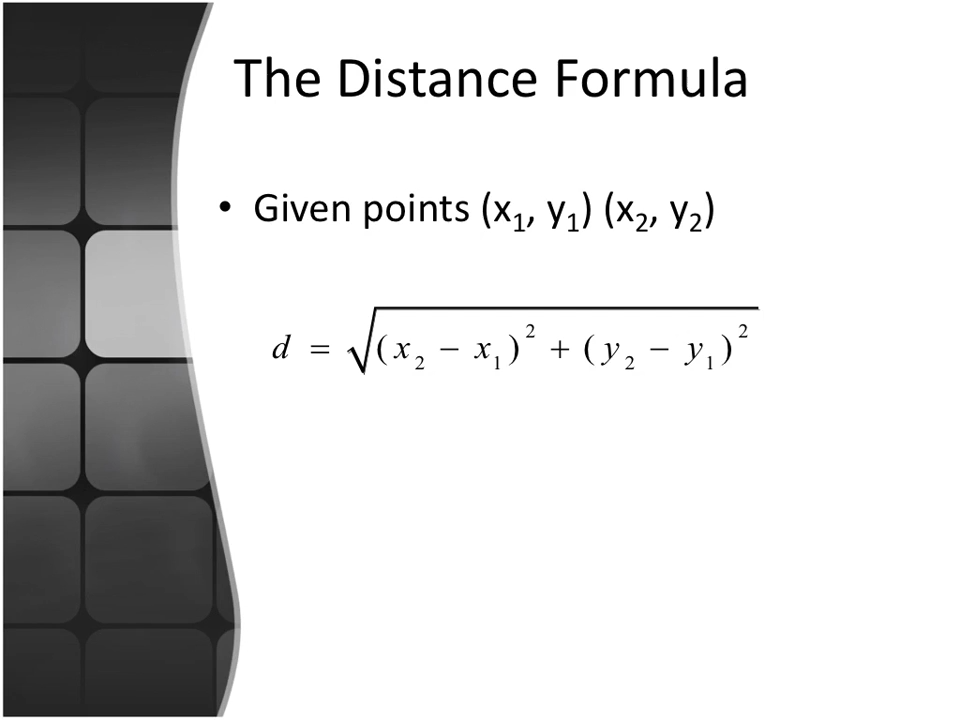 The Distance Formula
• Given points (x₁, y₁) (x₂, y₂)
d = √(x₂ − x₁)² + (y₂ − y₁)²